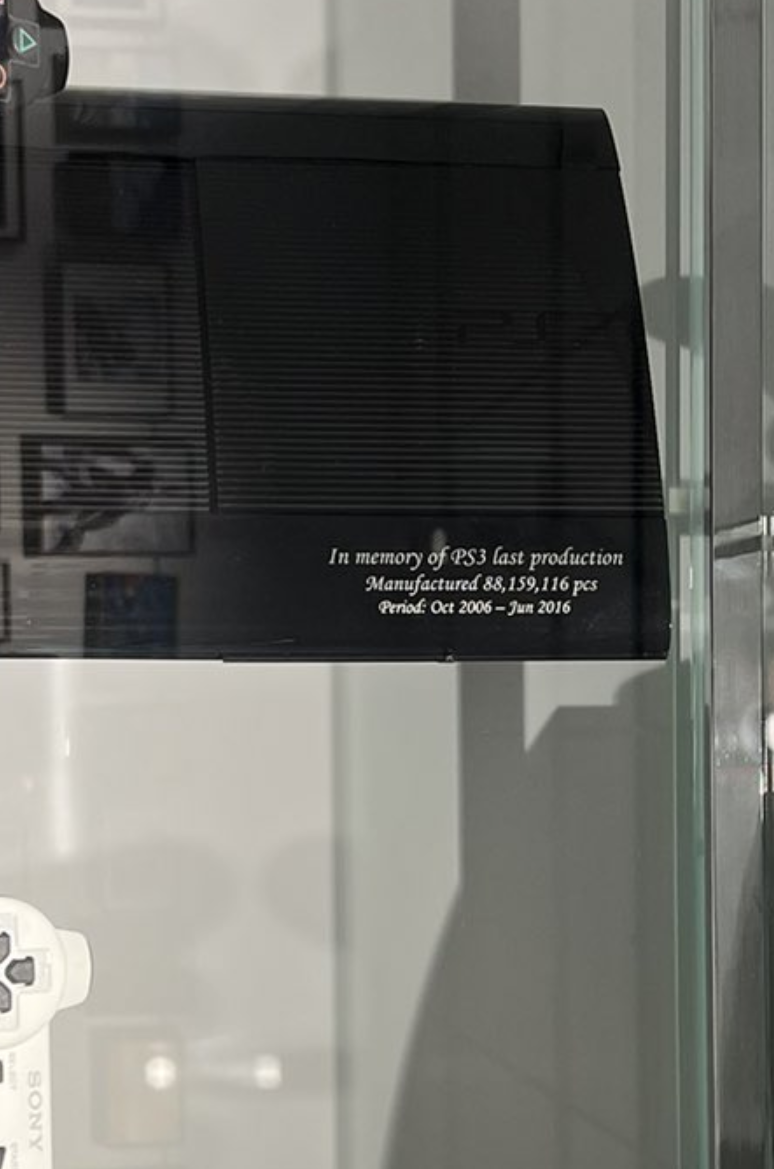 In memory of PS3 last production
Manufactured 88,159,116 pcs
Period: Oct 2006 – Jun 2016
SONY